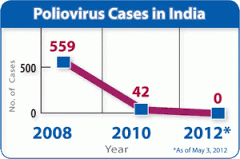 Poliovirus Cases in India
559
500
42
0
0
No. of Cases
2008 2010 2012*
Year
*As of May 3, 2012